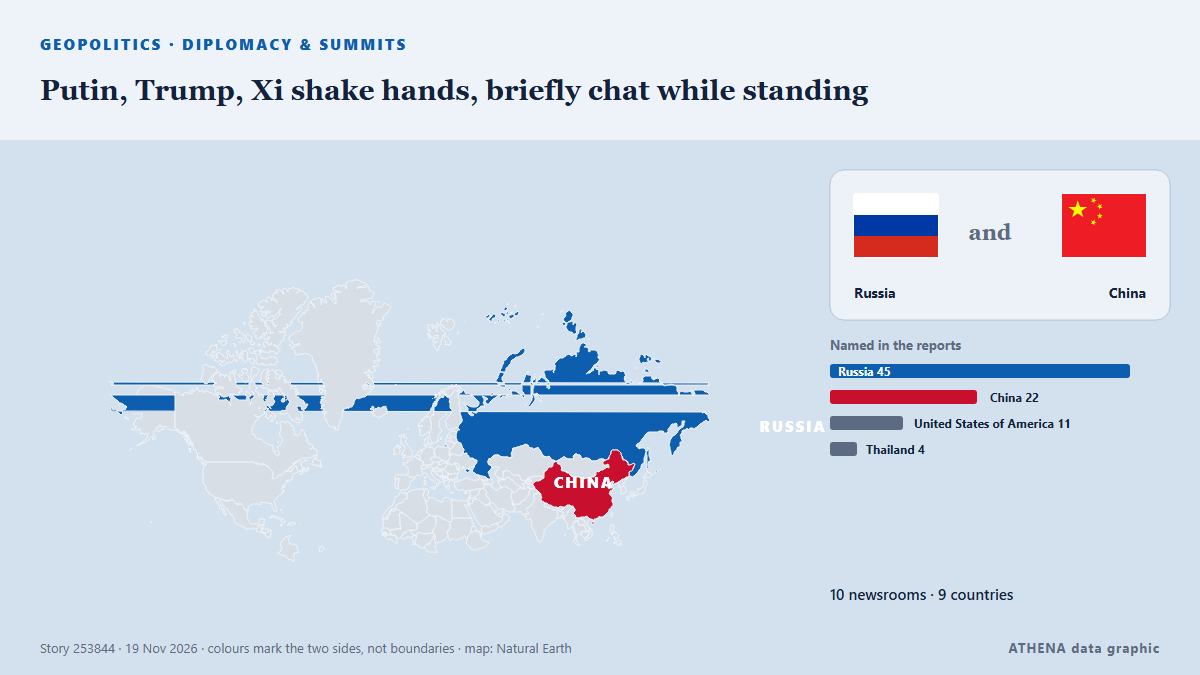 GEOPOLITICS · DIPLOMACY & SUMMITS
Putin, Trump, Xi shake hands, briefly chat while standing
and
Russia
China
Named in the reports
Russia 45
China 22
United States of America 11
Thailand 4
RUSSIA
CHINA
10 newsrooms · 9 countries
Story 253844 · 19 Nov 2026 · colours mark the two sides, not boundaries · map: Natural Earth
ATHENA data graphic